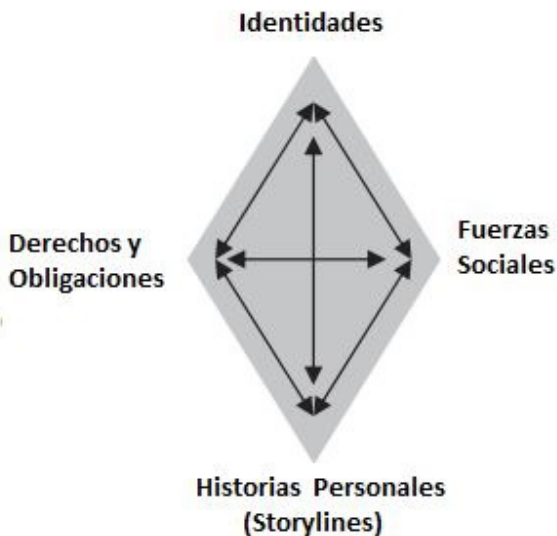 Identidades
Derechos y
Obligaciones
Fuerzas
Sociales
Historias Personales
(Storylines)